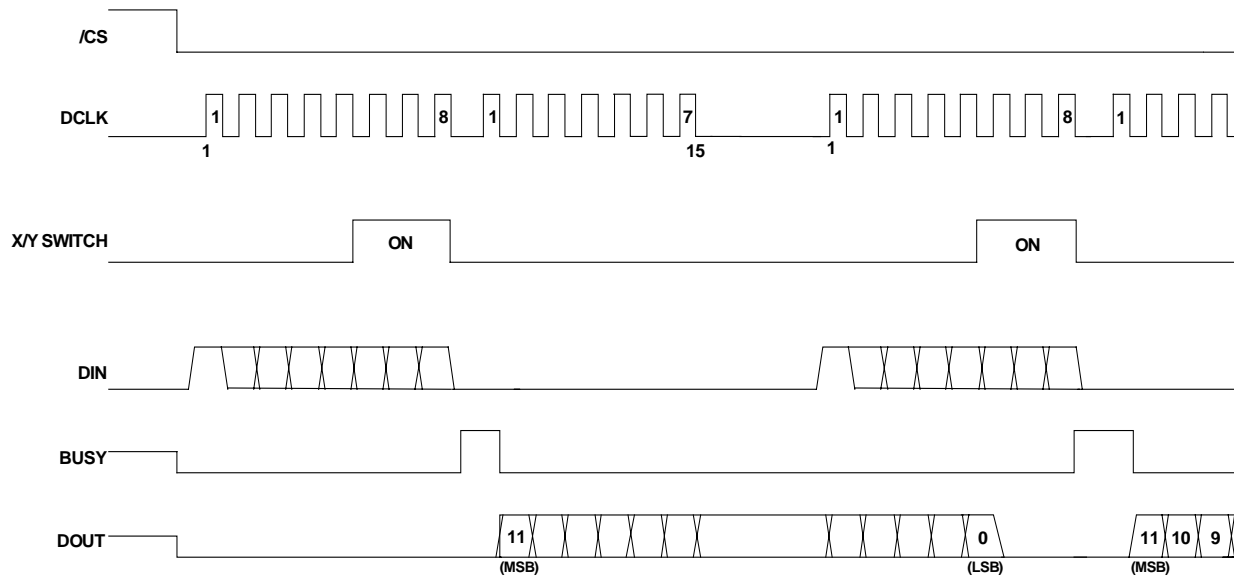 /CS
DCLK
1 8 1 7 1 8 1
1 15 1
X/Y SWITCH
ON ON
DIN
BUSY
DOUT
11 0 11 10 9
(MSB) (LSB) (MSB)